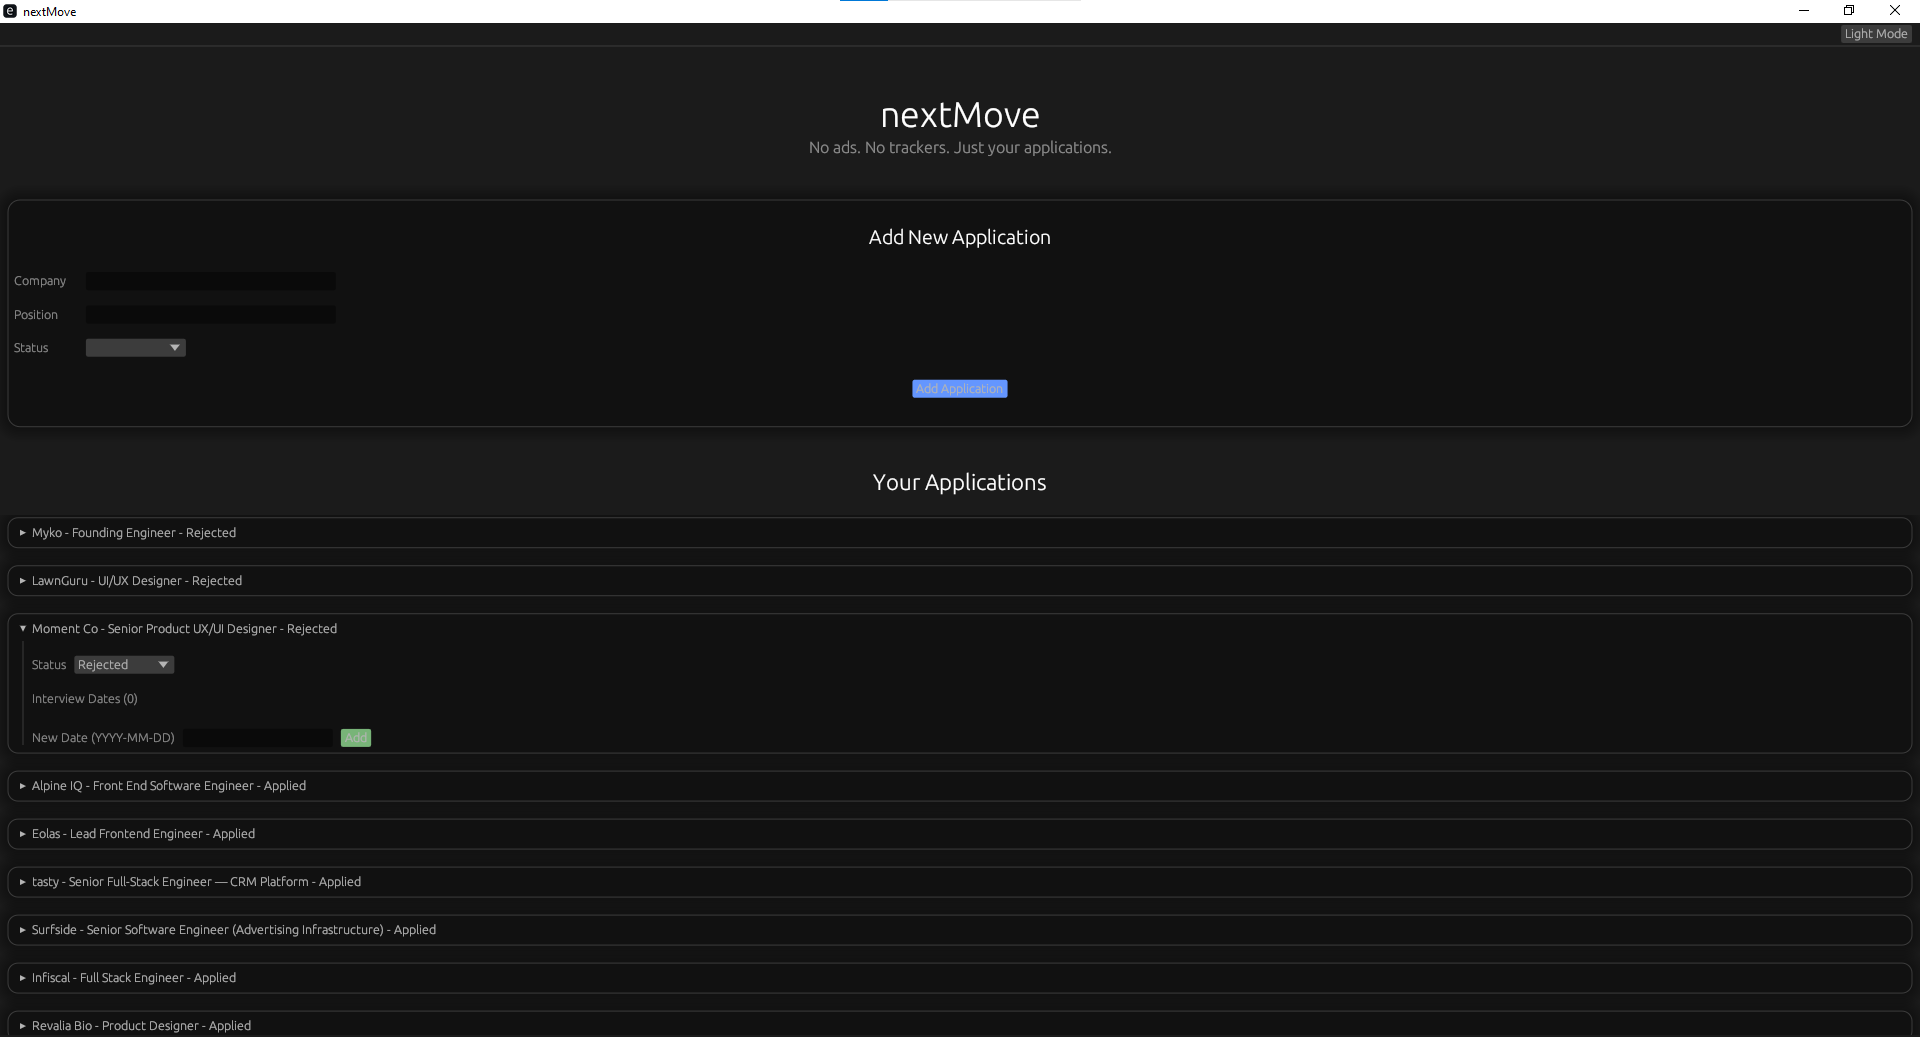 nextMove
Light Mode
nextMove
No ads. No trackers. Just your applications.
Add New Application
Company
Position
Status
Add Application
Your Applications
Myko - Founding Engineer - Rejected
LawnGuru - UI/UX Designer - Rejected
Moment Co - Senior Product UX/UI Designer - Rejected
Status Rejected
Interview Dates (0)
New Date (YYYY-MM-DD) Add
Alpine IQ - Front End Software Engineer - Applied
Eolas - Lead Frontend Engineer - Applied
tasty - Senior Full-Stack Engineer — CRM Platform - Applied
Surfside - Senior Software Engineer (Advertising Infrastructure) - Applied
Infiscal - Full Stack Engineer - Applied
Revalia Bio - Product Designer - Applied